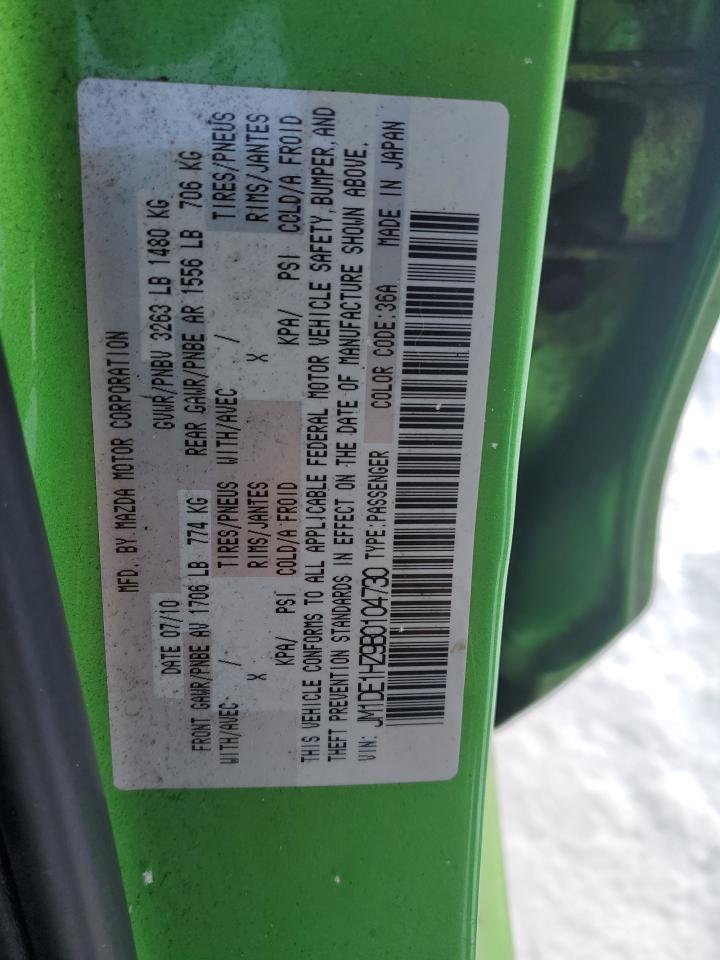 MFD. BY MAZDA MOTOR CORPORATION
DATE 07/10 GVWR/PNBV 3263 LB 1480 KG
FRONT GAWR/PNBE AV 1706 LB 774 KG REAR GAWR/PNBE AR 1556 LB 706 KG
WITH/AVEC: / TIRES/PNEUS WITH/AVEC / TIRES/PNEUS
X RIMS/JANTES X RIMS/JANTES
KPA/ PSI COLD/A FROID KPA/ PSI COLD/A FROID
THIS VEHICLE CONFORMS TO ALL APPLICABLE FEDERAL MOTOR VEHICLE SAFETY, BUMPER, AND
THEFT PREVENTION STANDARDS IN EFFECT ON THE DATE OF MANUFACTURE SHOWN ABOVE.
VIN: JM1DE1HZ9B0104730 TYPE:PASSENGER COLOR CODE:36A MADE IN JAPAN